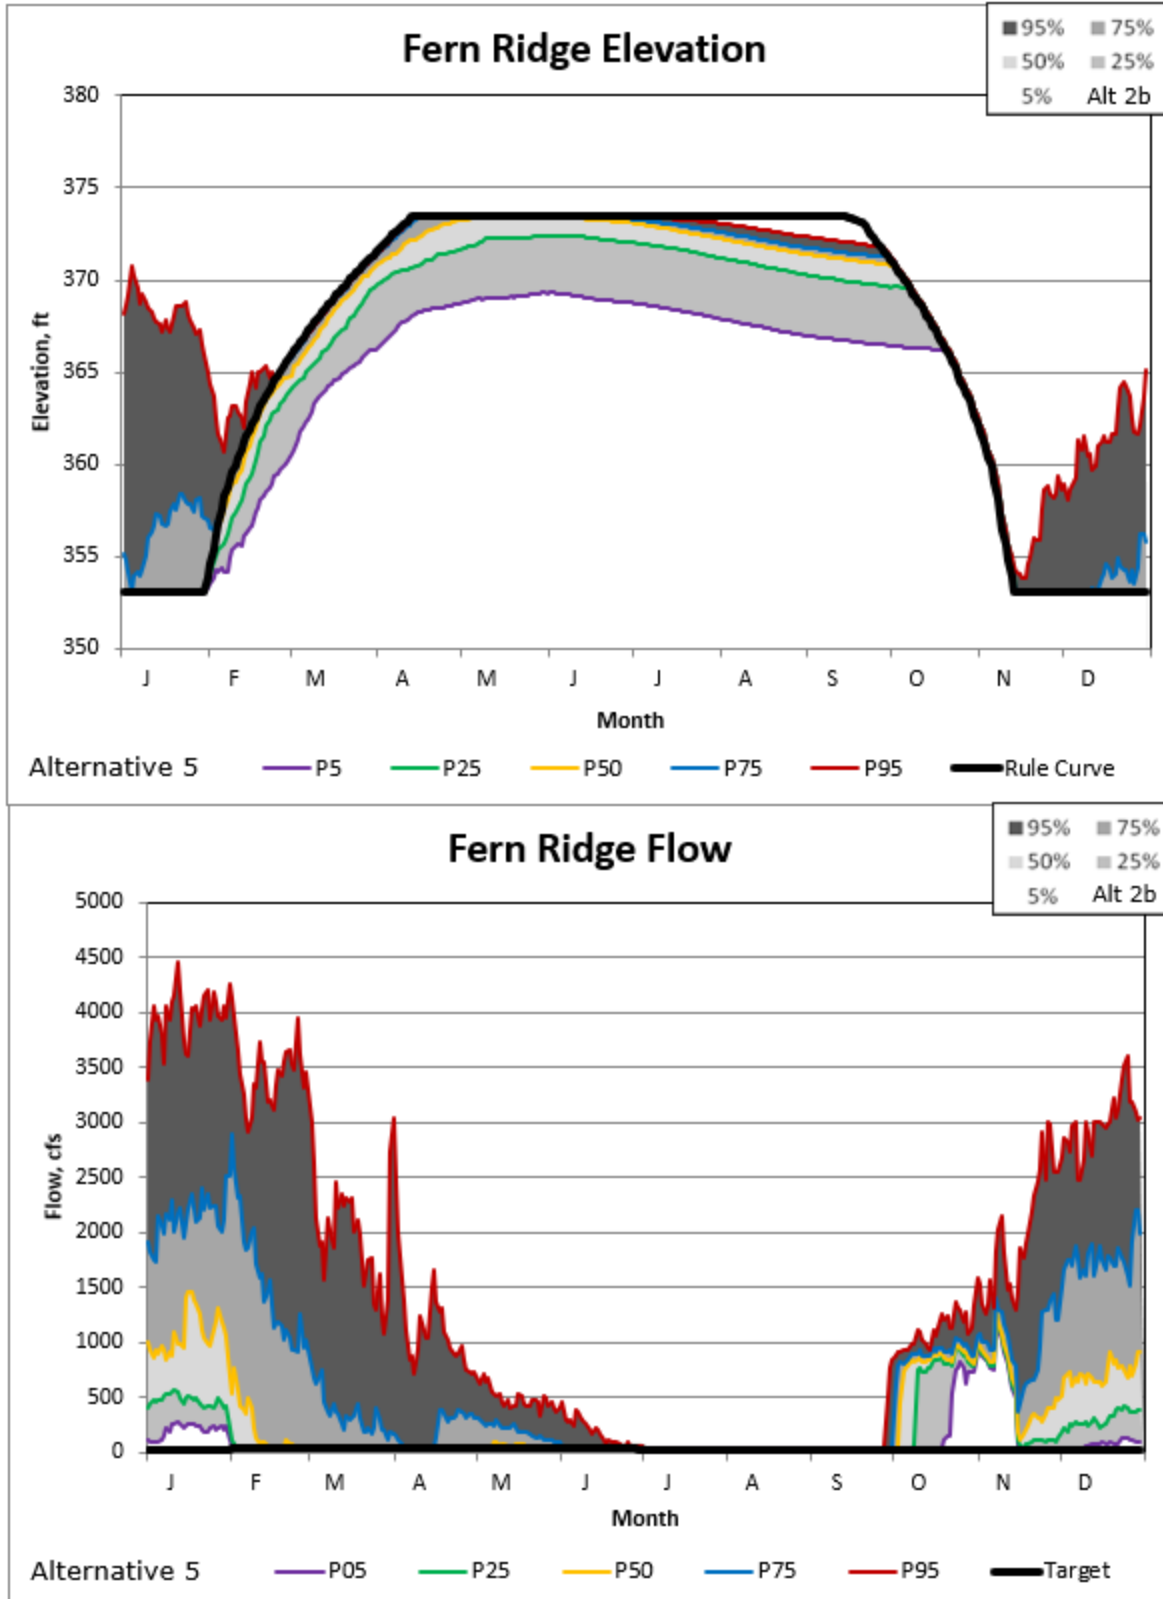 Fern Ridge Elevation
95% 75%
50% 25%
5% Alt 2b
380
375
370
365
360
355
350
Elevation, ft
J F M A M J J A S O N D
Month
Alternative 5 P5 P25 P50 P75 P95 Rule Curve
Fern Ridge Flow
95% 75%
50% 25%
5% Alt 2b
5000
4500
4000
3500
3000
2500
2000
1500
1000
500
0
Flow, cfs
J F M A M J J A S O N D
Month
Alternative 5 P05 P25 P50 P75 P95 Target